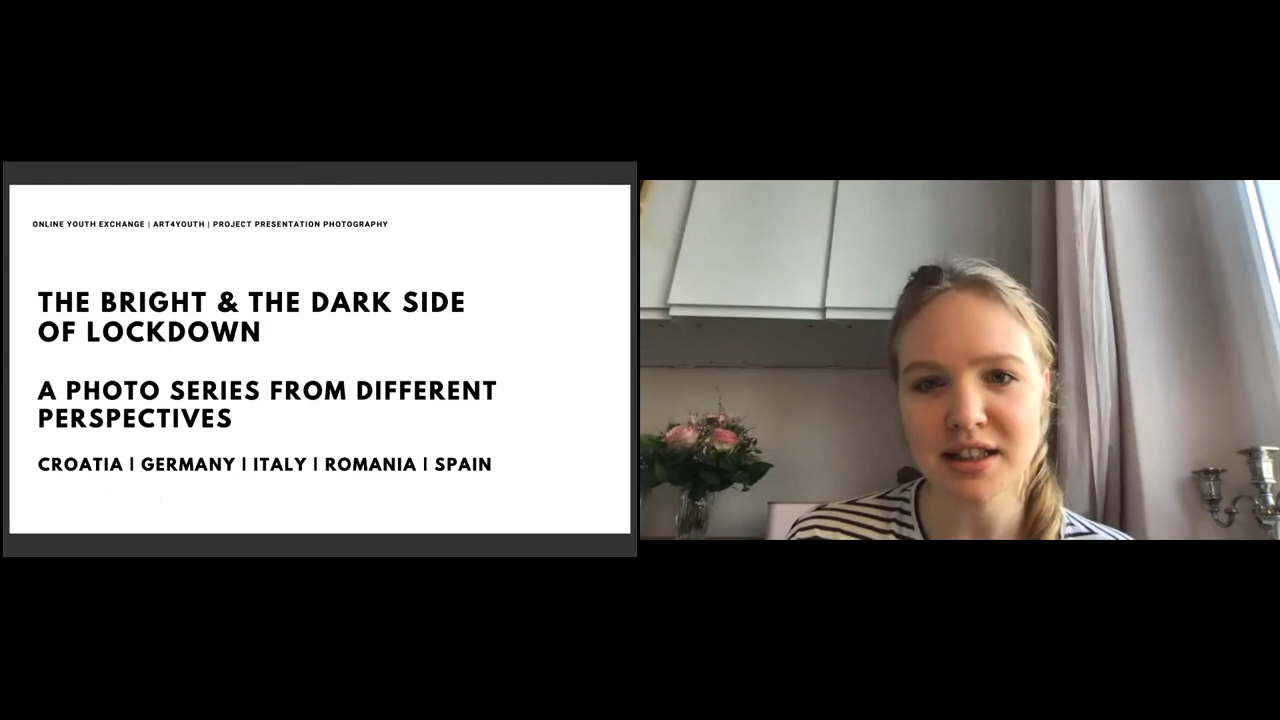 ONLINE YOUTH EXCHANGE | ART4YOUTH | PROJECT PRESENTATION PHOTOGRAPHY
THE BRIGHT & THE DARK SIDE
OF LOCKDOWN
A PHOTO SERIES FROM DIFFERENT
PERSPECTIVES
CROATIA | GERMANY | ITALY | ROMANIA | SPAIN